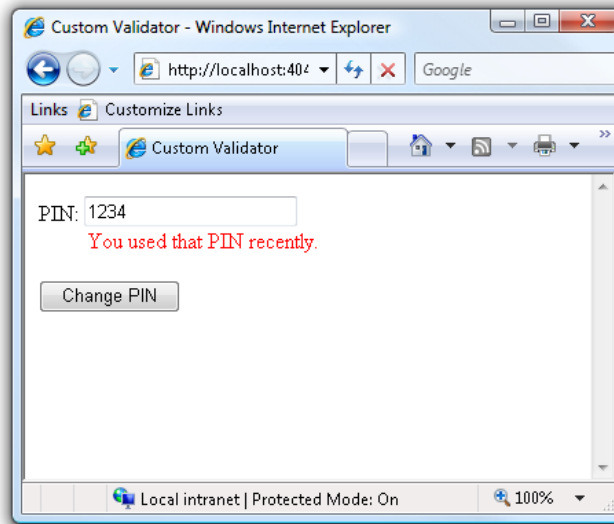 Custom Validator - Windows Internet Explorer
http://localhost:404
Google
Links Customize Links
Custom Validator
»
PIN: 1234
You used that PIN recently.
Change PIN
Local intranet | Protected Mode: On
100%